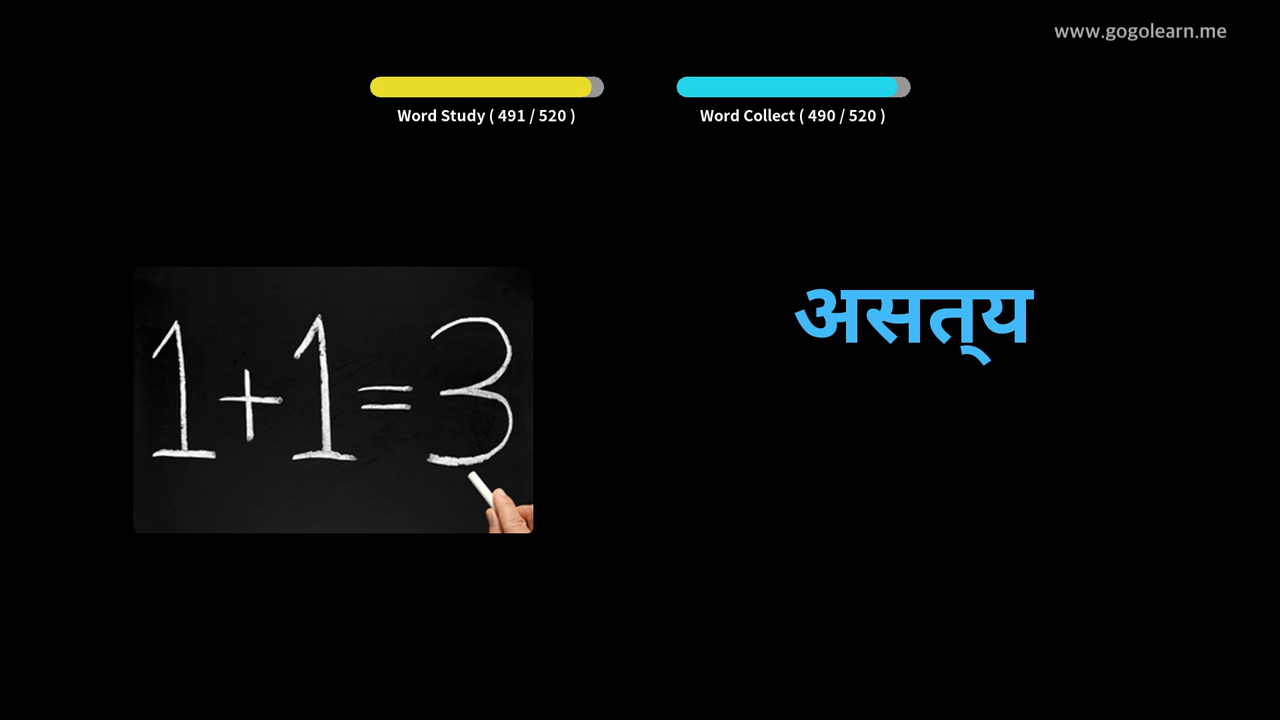 www.gogolearn.me
Word Study ( 491 / 520 )
Word Collect ( 490 / 520 )
1+1=3
असत्‌य